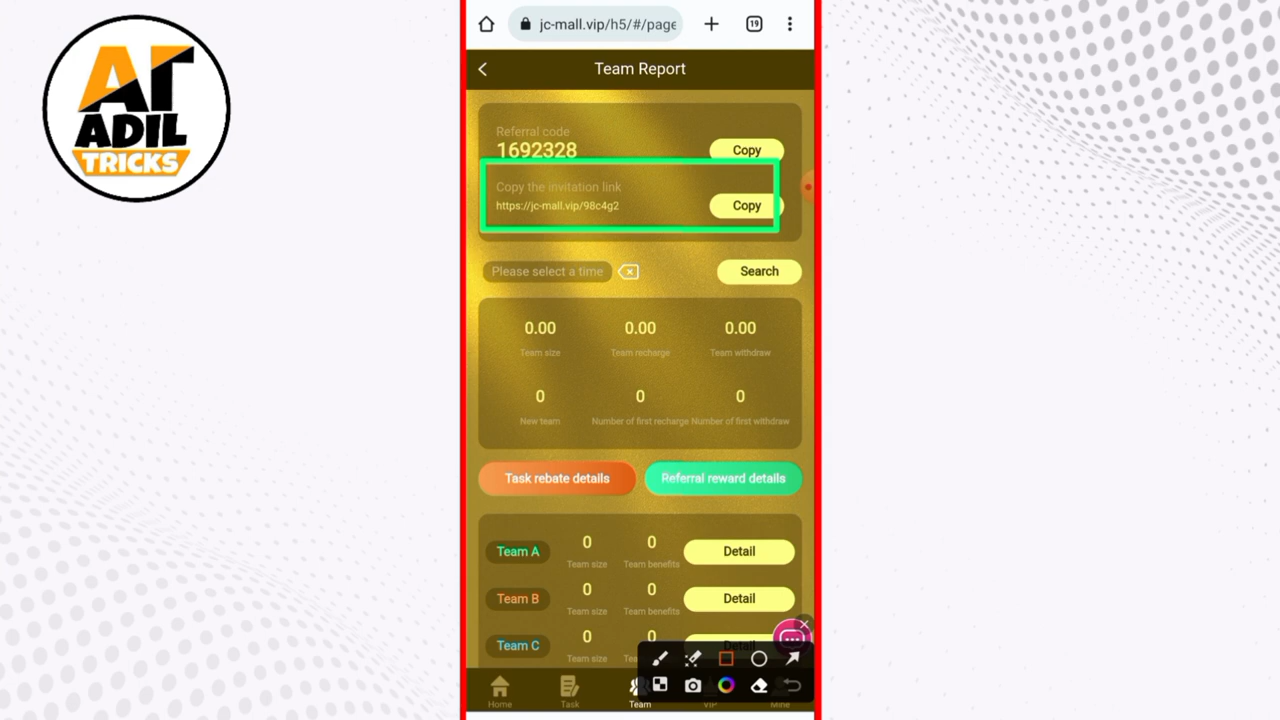 AT
ADIL
TRICKS
jc-mall.vip/h5/#/page
19
Team Report
Referral code
1692328
Copy
Copy the invitation link
https://jc-mall.vip/98c4g2
Copy
Please select a time
Search
0.00 0.00 0.00
Team size Team recharge Team withdraw
0 0 0
New team Number of first recharge Number of first withdraw
Task rebate details Referral reward details
Team A 0 0 Detail
Team size Team benefits
Team B 0 0 Detail
Team size Team benefits
Team C 0 0 Detail
Team size
Home Task Team VIP Mine